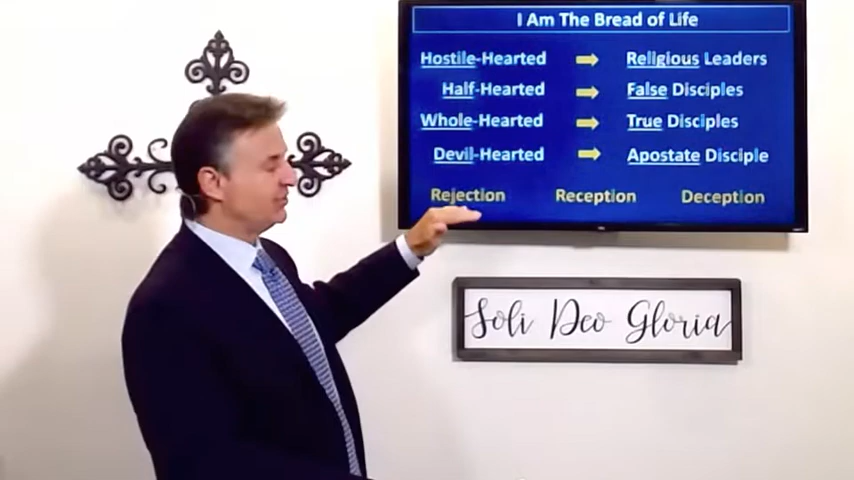 I Am The Bread of Life
Hostile-Hearted Religious Leaders
Half-Hearted False Disciples
Whole-Hearted True Disciples
Devil-Hearted Apostate Disciple
Rejection Reception Deception
Soli Deo Gloria